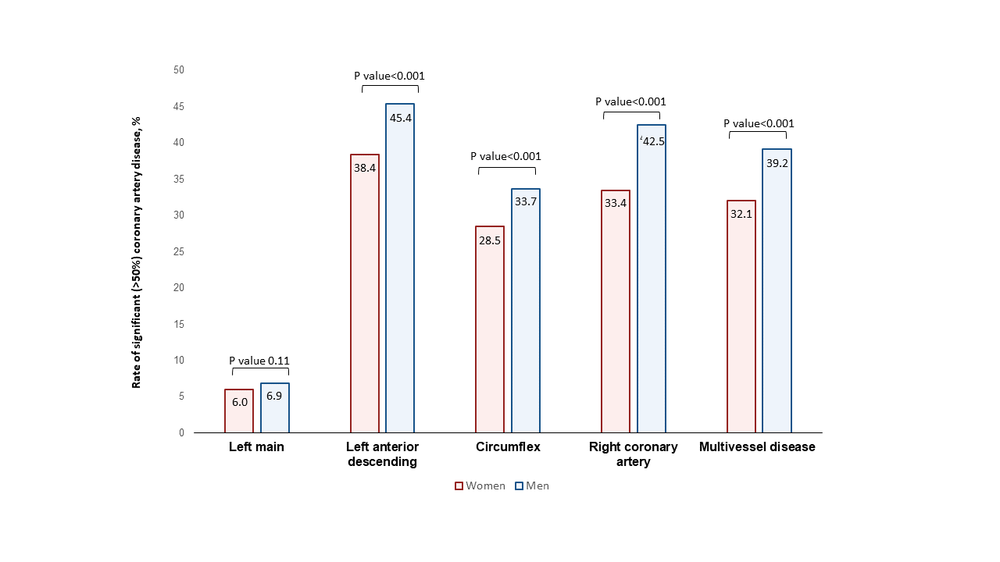 Rate of significant (>50%) coronary artery disease, %
50
45
40
35
30
25
20
15
10
5
0
P value 0.11
6.0
6.9
P value<0.001
38.4
45.4
P value<0.001
28.5
33.7
P value<0.001
33.4
42.5
P value<0.001
32.1
39.2
Left main
Left anterior
descending
Circumflex
Right coronary
artery
Multivessel disease
Women
Men